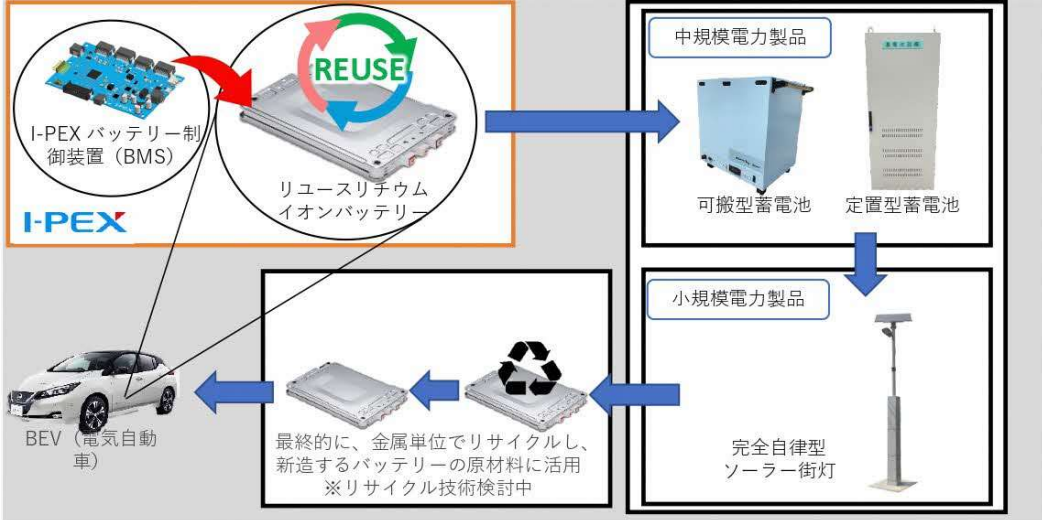 REUSE
I-PEX バッテリー制
御装置（BMS）
リユースリチウム
イオンバッテリー
I-PEX
中規模電力製品
可搬型蓄電池
定置型蓄電池
小規模電力製品
完全自律型
ソーラー街灯
最終的に、金属単位でリサイクルし、
新造するバッテリーの原材料に活用
※リサイクル技術検討中
BEV（電気自動
車）